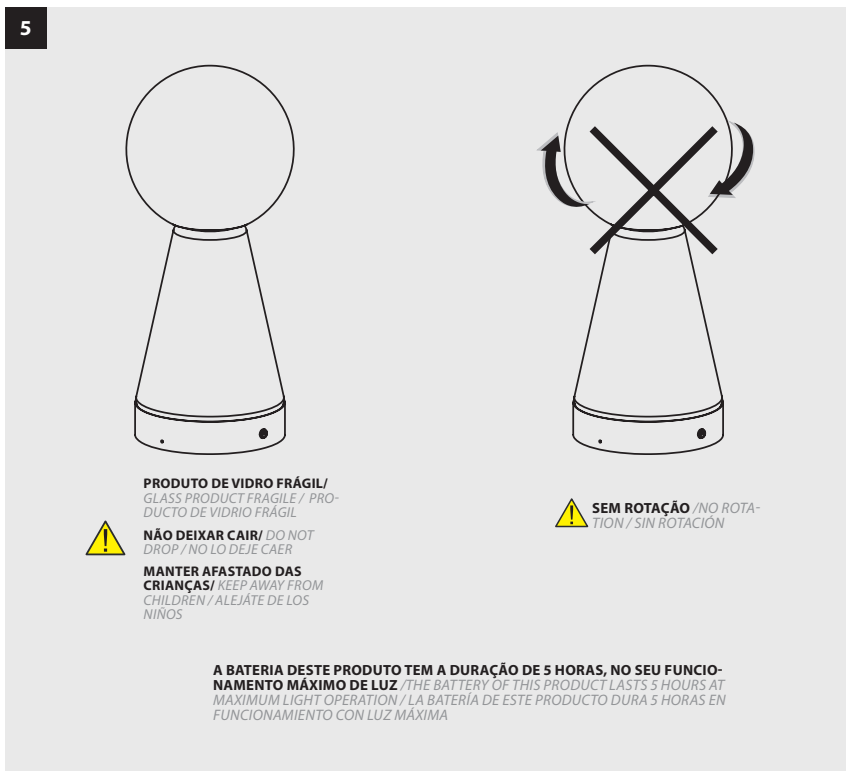 5
PRODUTO DE VIDRO FRÁGIL/
GLASS PRODUCT FRAGILE / PRO-
DUCTO DE VIDRIO FRÁGIL
NÃO DEIXAR CAIR/ DO NOT
DROP / NO LO DEJE CAER
MANTER AFASTADO DAS
CRIANÇAS/ KEEP AWAY FROM
CHILDREN / ALEJÁTE DE LOS
NIÑOS
SEM ROTAÇÃO /NO ROTA-
TION / SIN ROTACIÓN
A BATERIA DESTE PRODUTO TEM A DURAÇÃO DE 5 HORAS, NO SEU FUNCIO-
NAMENTO MÁXIMO DE LUZ /THE BATTERY OF THIS PRODUCT LASTS 5 HOURS AT
MAXIMUM LIGHT OPERATION / LA BATERÍA DE ESTE PRODUCTO DURA 5 HORAS EN
FUNCIONAMIENTO CON LUZ MÁXIMA